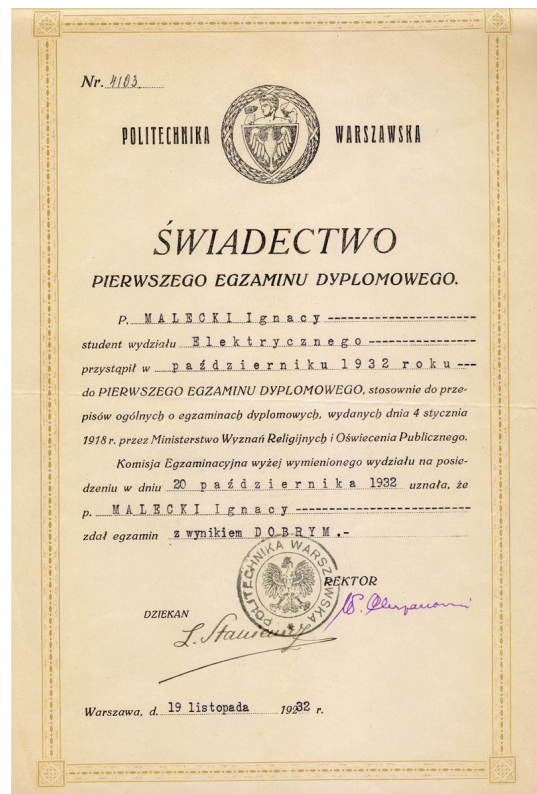 Nr. 4103
POLITECHNIKA WARSZAWSKA
ŚWIADECTWO
PIERWSZEGO EGZAMINU DYPLOMOWEGO.
P. MALECKI Ignacy
student wydziału Elektrycznego
przystąpił w październiku 1932 roku
do PIERWSZEGO EGZAMINU DYPLOMOWEGO, stosownie do prze-
pisów ogólnych o egzaminach dyplomowych, wydanych dnia 4 stycznia
1918 r. przez Ministerstwo Wyznań Religijnych i Oświecenia Publicznego.
Komisja Egzaminacyjna wyżej wymienionego wydziału na posie-
dzeniu w dniu 20 października 1932 uznała, że
p. MALECKI Ignacy
zdał egzamin z wynikiem DOBRYM.-
POLITECHNIKA WARSZAWSKA
REKTOR
DZIEKAN
Warszawa, d. 19 listopada 1932 r.